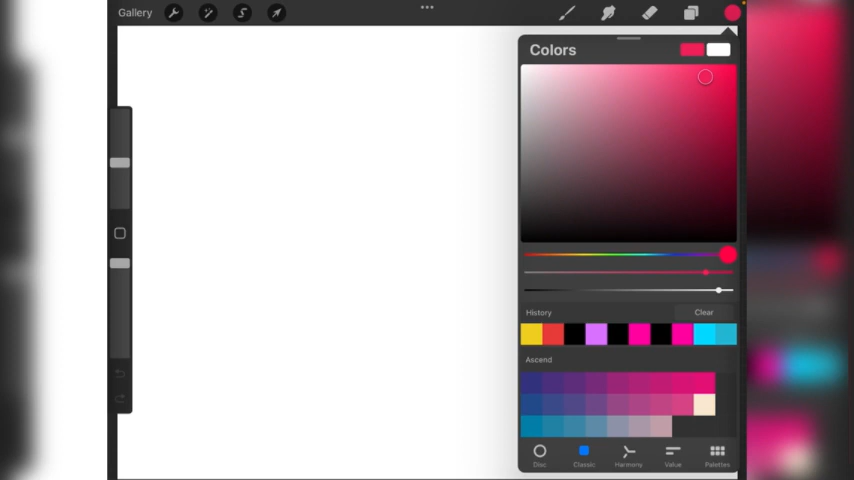 Gallery
Colors
History
Clear
Ascend
Disc
Classic
Harmony
Value
Palettes